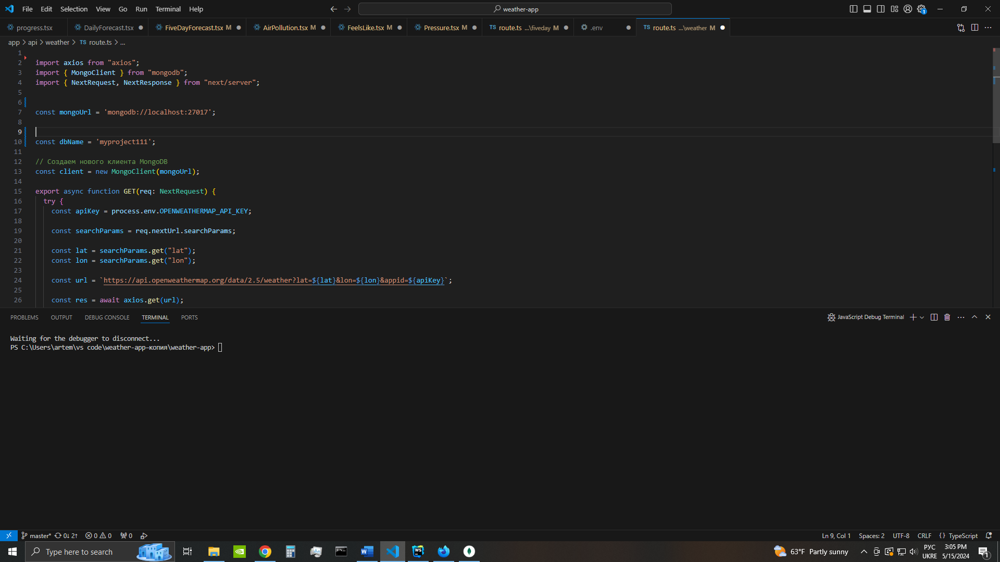 File Edit Selection View Go Run Terminal Help weather-app
progress.tsx DailyForecast.tsx FiveDayForecast.tsx M AirPollution.tsx M FeelsLike.tsx M Pressure.tsx M TS route.ts ...\fiveday M .env TS route.ts ...\weather M
app > api > weather > TS route.ts > ...
1
2 import axios from "axios";
3 import { MongoClient } from "mongodb";
4 import { NextRequest, NextResponse } from "next/server";
5
6
7 const mongoUrl = 'mongodb://localhost:27017';
8
9
10 const dbName = 'myproject111';
11
12 // Создаем нового клиента MongoDB
13 const client = new MongoClient(mongoUrl);
14
15 export async function GET(req: NextRequest) {
16 try {
17 const apiKey = process.env.OPENWEATHERMAP_API_KEY;
18
19 const searchParams = req.nextUrl.searchParams;
20
21 const lat = searchParams.get("lat");
22 const lon = searchParams.get("lon");
23
24 const url = `https://api.openweathermap.org/data/2.5/weather?lat=${lat}&lon=${lon}&appid=${apiKey}`;
25
26 const res = await axios.get(url);
PROBLEMS OUTPUT DEBUG CONSOLE TERMINAL PORTS JavaScript Debug Terminal
Waiting for the debugger to disconnect...
PS C:\Users\artem\vs code\weather-app-копия\weather-app>
master* 0↓ 2↑ 0 0 0 Ln 9, Col 1 Spaces: 2 UTF-8 CRLF {} TypeScript
Type here to search 63°F Partly sunny РУС 3:05 PM
UKRE 5/15/2024 1